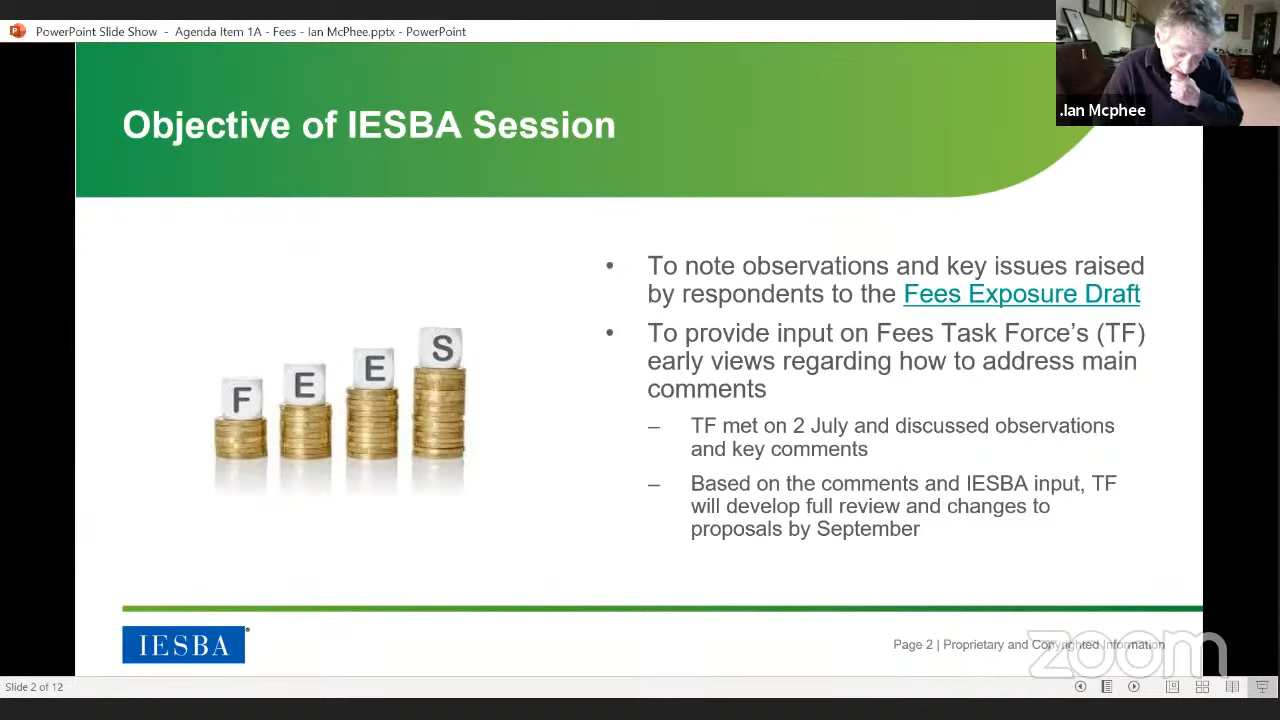 PowerPoint Slide Show - Agenda Item 1A - Fees - Ian McPhee.pptx - PowerPoint
.Ian Mcphee
Objective of IESBA Session
• To note observations and key issues raised
by respondents to the Fees Exposure Draft
• To provide input on Fees Task Force's (TF)
early views regarding how to address main
comments
– TF met on 2 July and discussed observations
and key comments
– Based on the comments and IESBA input, TF
will develop full review and changes to
proposals by September
F E E S
IESBA
Page 2 | Proprietary and Copyrighted Information
zoom
Slide 2 of 12